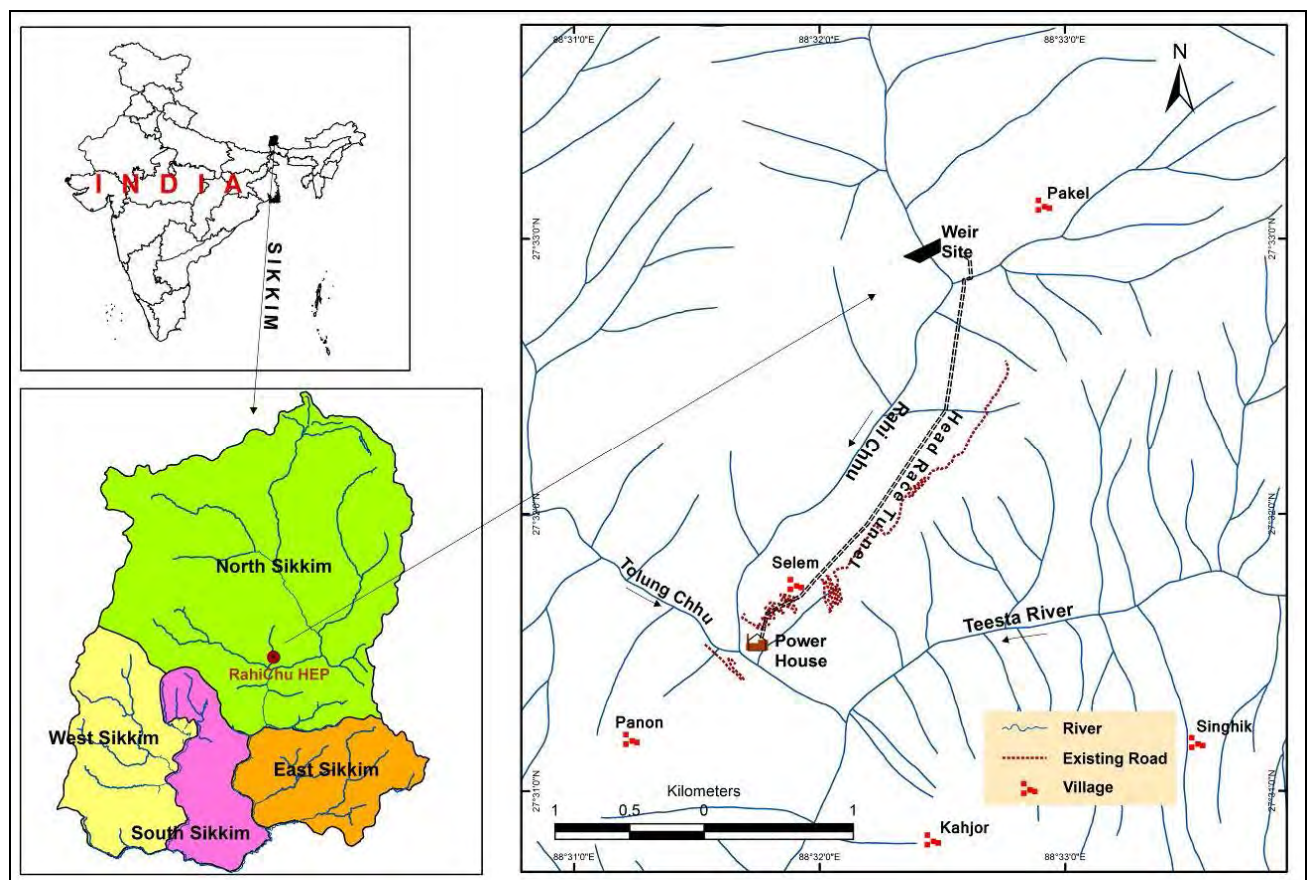 INDIA
SIKKIM
North Sikkim
RahiChu HEP
West Sikkim
East Sikkim
South Sikkim
88°31'0"E
88°32'0"E
88°33'0"E
N
Pakel
27°33'0"N
27°33'0"N
Weir
Site
Rahi Chhu
Head Race Tunnel
27°32'0"N
27°32'0"N
Selem
Tolung Chhu
Teesta River
Power
House
Panon
Singhik
River
Existing Road
Village
27°31'0"N
27°31'0"N
Kilometers
1 0.5 0 1
Kahjor
88°31'0"E
88°32'0"E
88°33'0"E